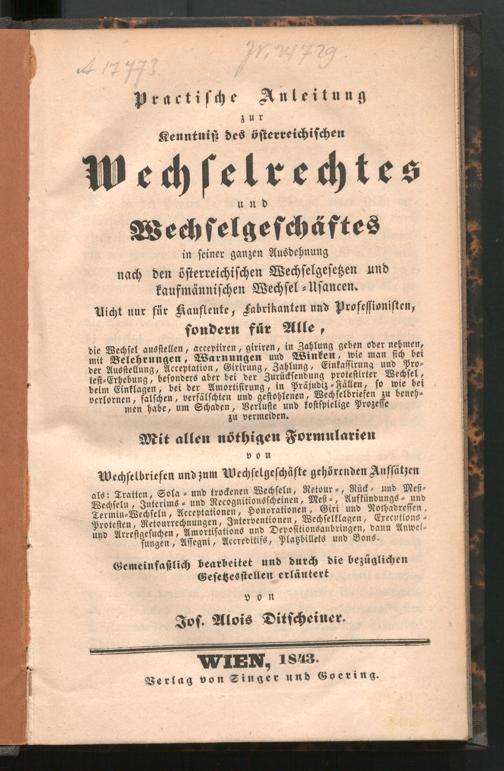 A 17773
Jv. 24729.
Practische Anleitung
zur
Kenntniß des österreichischen
Wechselrechtes
und
Wechselgeschäftes
in seiner ganzen Ausdehnung
nach den österreichischen Wechselgesetzen und
kaufmännischen Wechsel-Usancen.
Nicht nur für Kaufleute, Fabrikanten und Professionisten,
sondern für Alle,
die Wechsel ausstellen, acceptiren, giriren, in Zahlung geben oder nehmen,
mit Belehrungen, Warnungen und Winken, wie man sich bei
der Ausstellung, Acceptation, Girirung, Zahlung, Einkassirung und Pro-
test-Erhebung, besonders aber bei der Zurücksendung protestirter Wechsel,
beim Einklagen, bei der Amortisirung, in Präjudiz-Fällen, so wie bei
verlornen, falschen, verfälschten und gestohlenen, Wechselbriefen zu beneh-
men habe, um Schaden, Verluste und kostspielige Prozesse
zu vermeiden.
Mit allen nöthigen Formularien
von
Wechselbriefen und zum Wechselgeschäfte gehörenden Aufsätzen
als: Tratten, Sola- und trockenen Wechseln, Retour-, Rück- und Meß-
Wechseln, Interims- und Recognitionsscheinen, Meß-, Aufkündungs- und
Termin-Wechseln, Acceptationen, Honorationen, Giri und Nothadressen,
Protesten, Retourrechnungen, Interventionen, Wechselklagen, Executions-
und Arrestgesuchen, Amortisations und Depositionsanbringen, dann Anwei-
sungen, Assegni, Accreditifs, Platzbillets und Bons.
Gemeinfaßlich bearbeitet und durch die bezüglichen
Gesetzesstellen erläutert
von
Jos. Alois Ditscheiner.
WIEN, 1843.
Verlag von Singer und Goering.